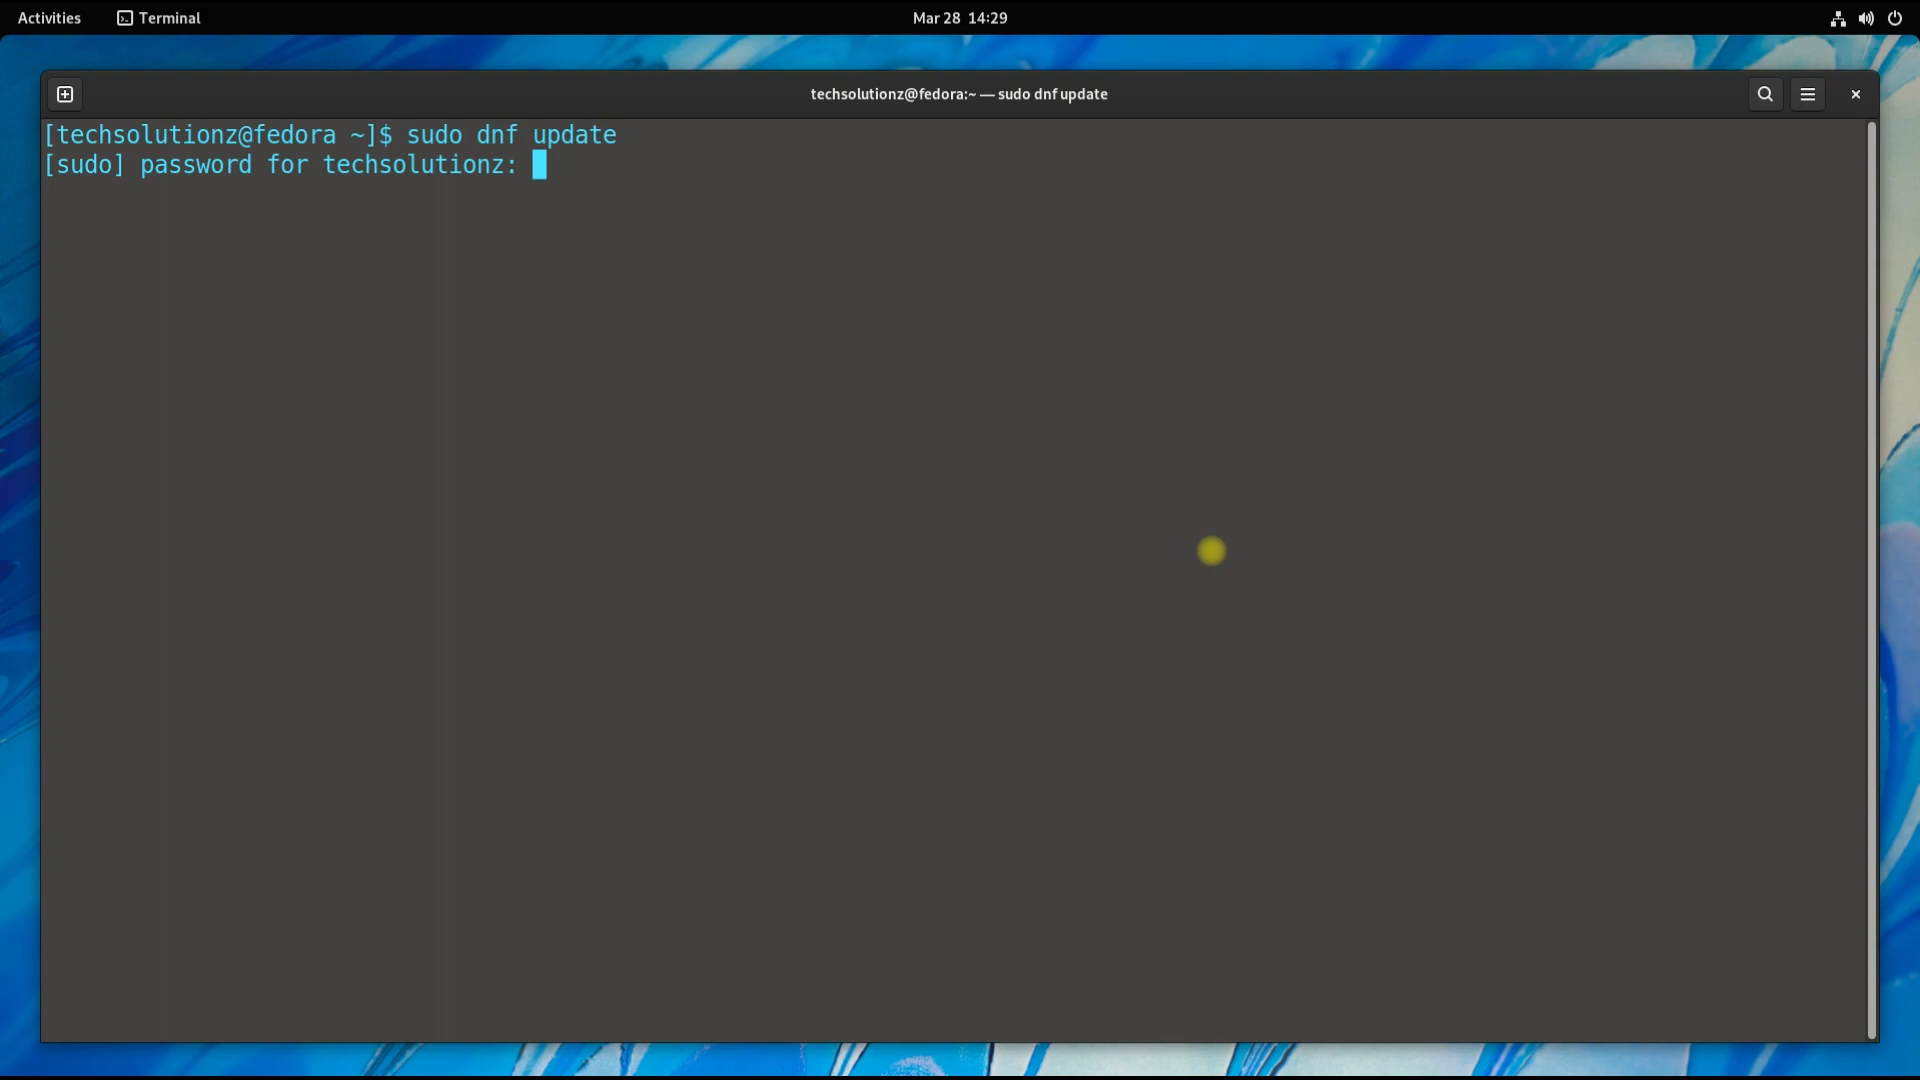 Activities Terminal Mar 28 14:29
techsolutionz@fedora:~ — sudo dnf update
[techsolutionz@fedora ~]$ sudo dnf update
[sudo] password for techsolutionz: